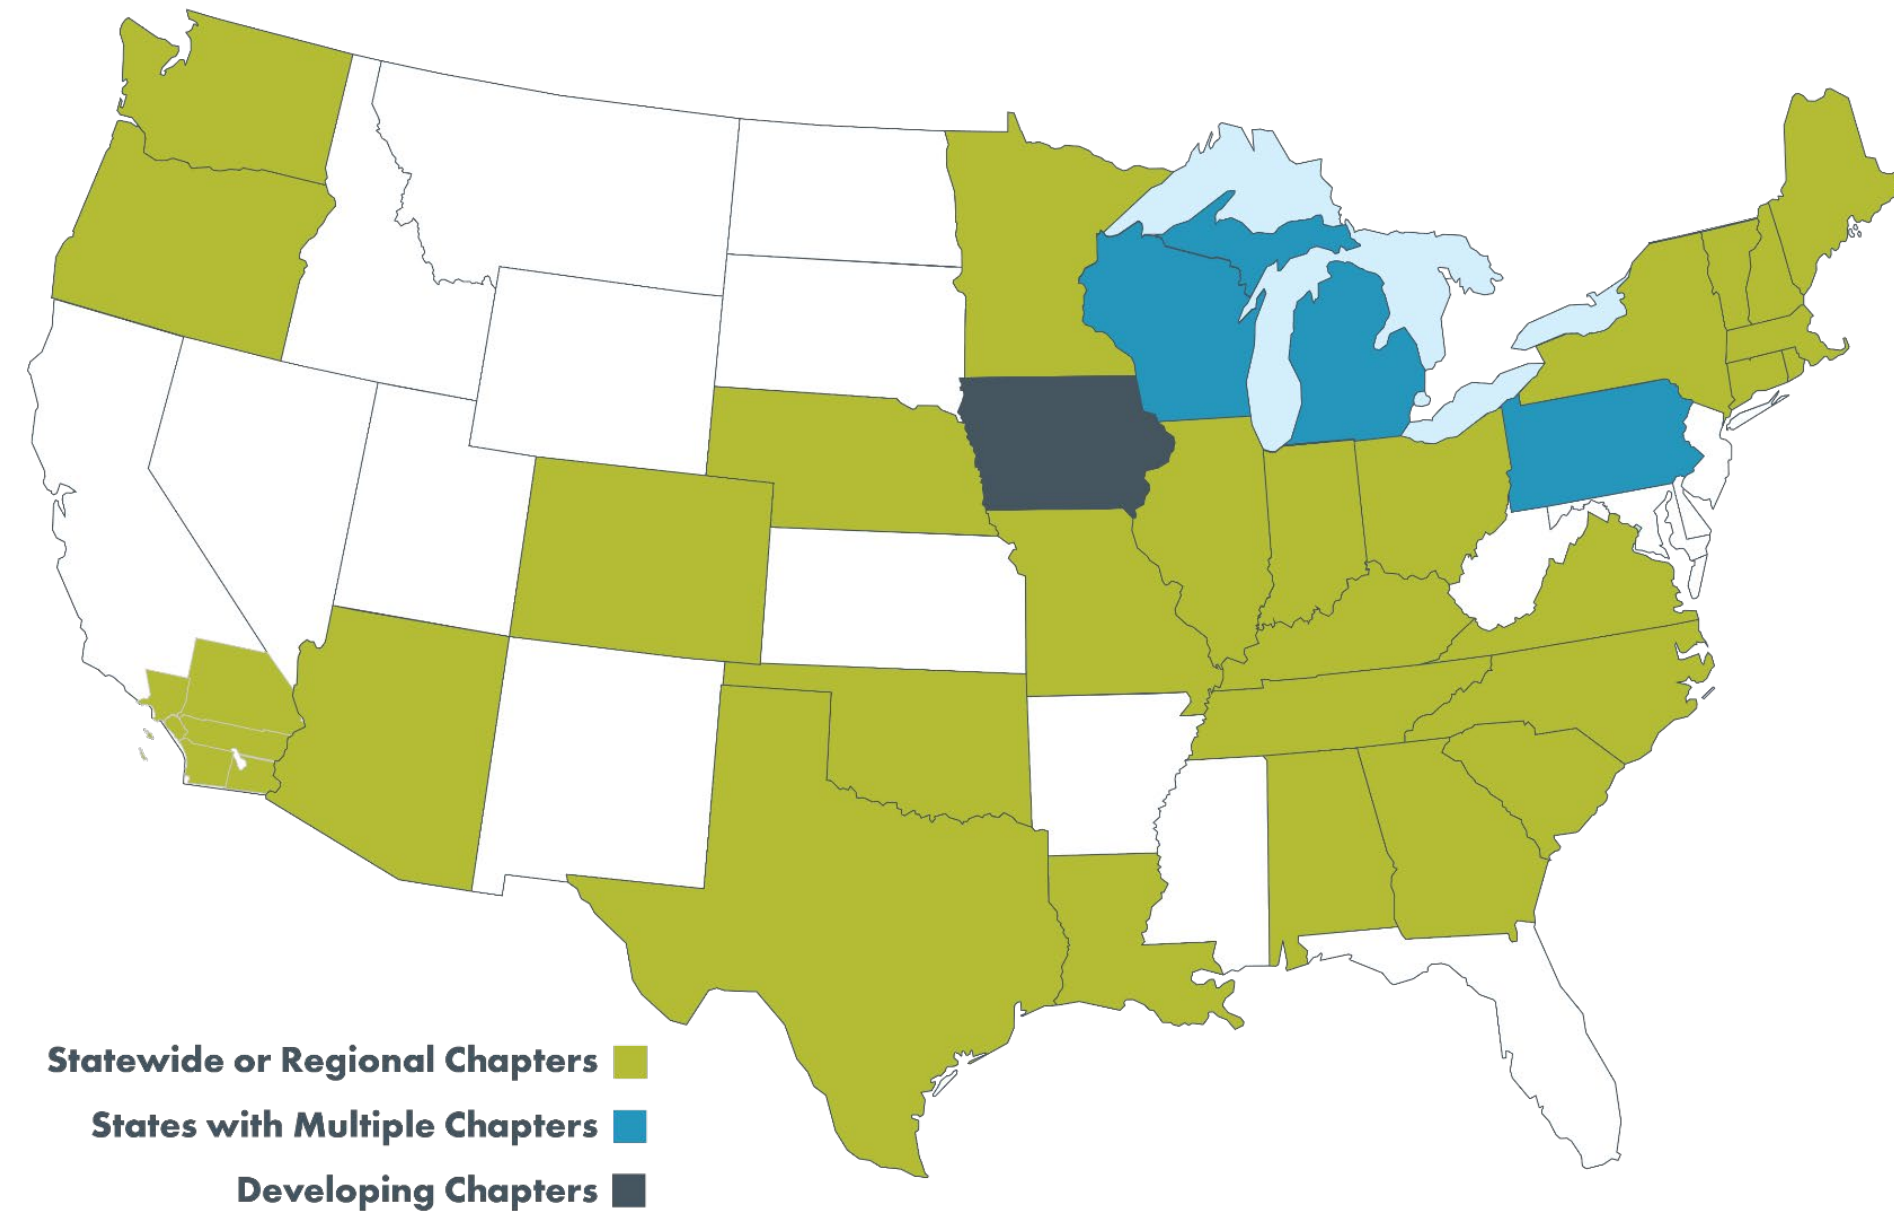 Statewide or Regional Chapters
States with Multiple Chapters
Developing Chapters